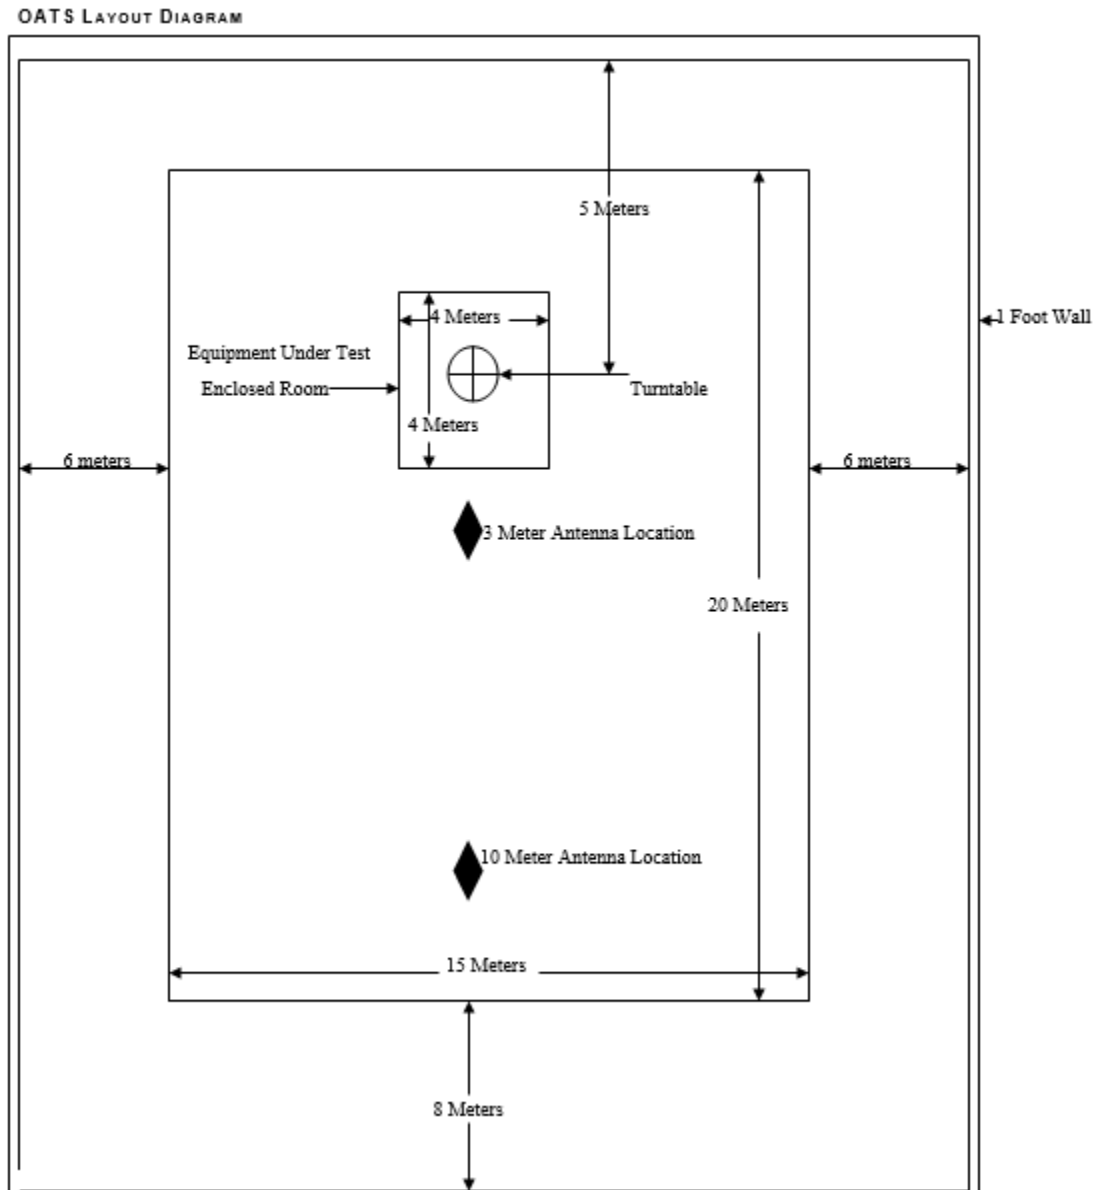 OATS LAYOUT DIAGRAM
5 Meters
4 Meters
1 Foot Wall
Equipment Under Test
Enclosed Room
Turntable
4 Meters
6 meters
6 meters
3 Meter Antenna Location
20 Meters
10 Meter Antenna Location
15 Meters
8 Meters